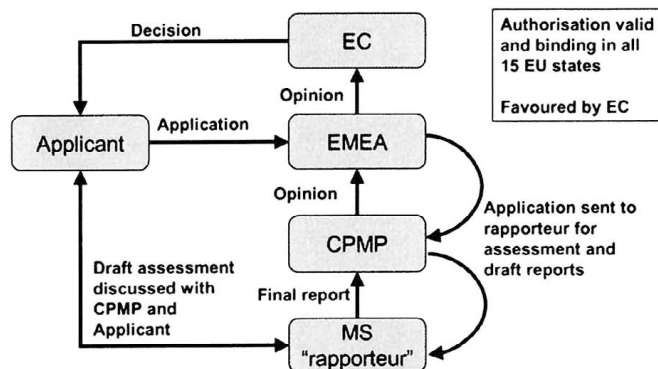 Decision
EC
Authorisation valid
and binding in all
15 EU states
Favoured by EC
Opinion
Applicant
Application
EMEA
Opinion
CPMP
Application sent to
rapporteur for
assessment and
draft reports
Draft assessment
discussed with
CPMP and
Applicant
Final report
MS
"rapporteur"